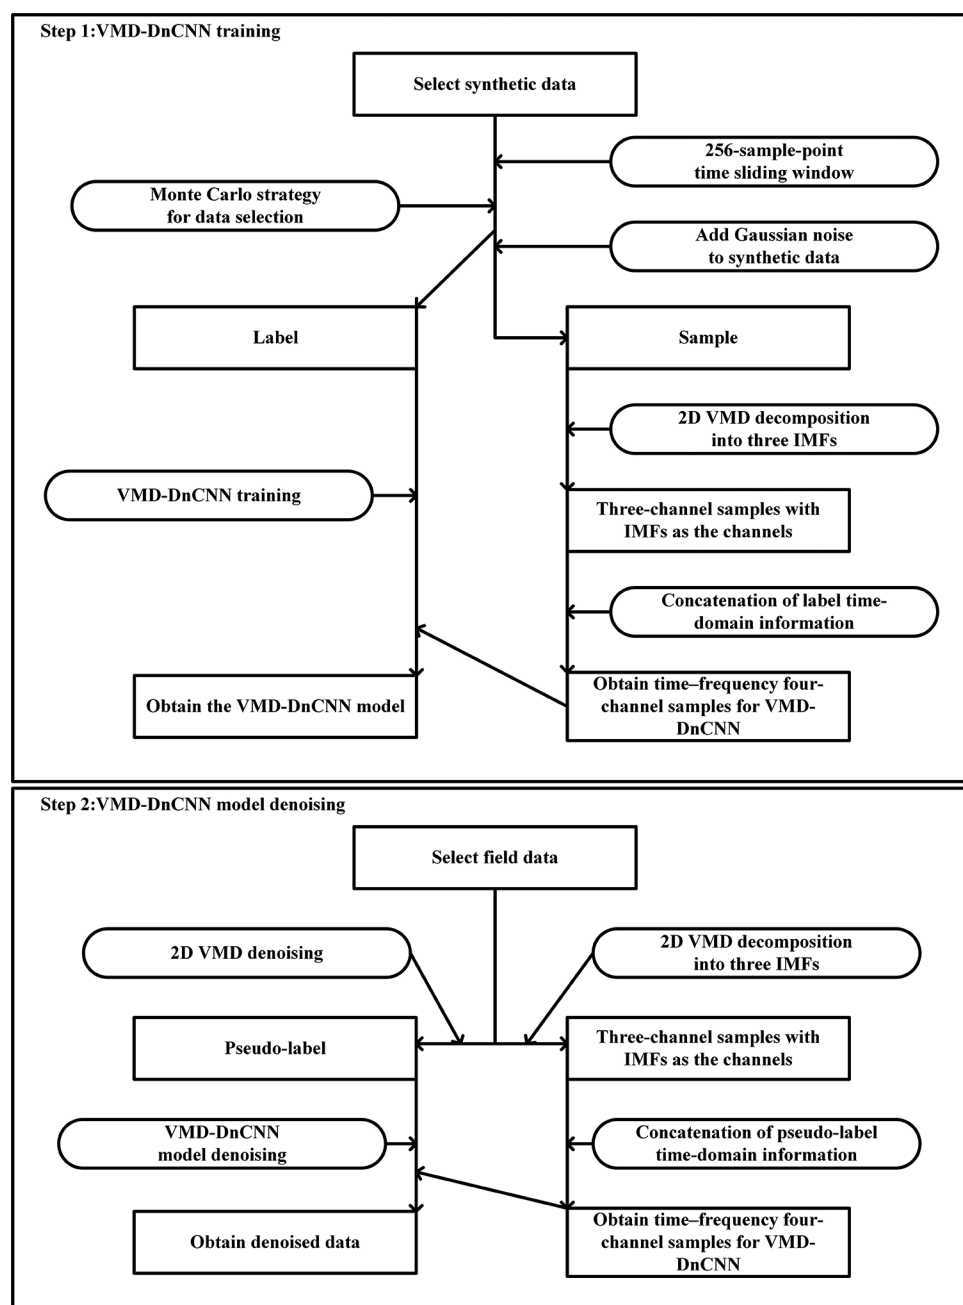 Step 1:VMD-DnCNN training
Select synthetic data
256-sample-point
time sliding window
Monte Carlo strategy
for data selection
Add Gaussian noise
to synthetic data
Label
Sample
2D VMD decomposition
into three IMFs
VMD-DnCNN training
Three-channel samples with
IMFs as the channels
Concatenation of label time-
domain information
Obtain the VMD-DnCNN model
Obtain time–frequency four-
channel samples for VMD-
DnCNN
Step 2:VMD-DnCNN model denoising
Select field data
2D VMD denoising
2D VMD decomposition
into three IMFs
Pseudo-label
Three-channel samples with
IMFs as the channels
VMD-DnCNN
model denoising
Concatenation of pseudo-label
time-domain information
Obtain denoised data
Obtain time–frequency four-
channel samples for VMD-
DnCNN